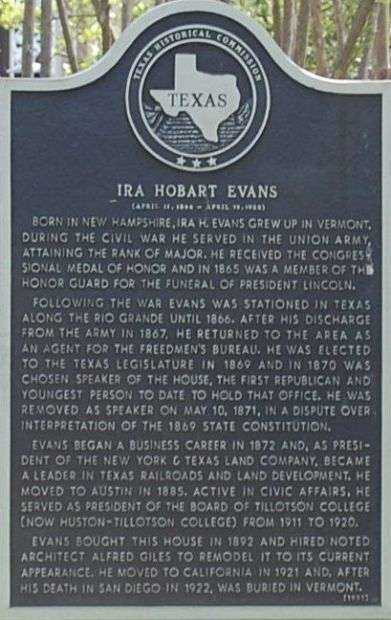 TEXAS HISTORICAL COMMISSION
TEXAS
IRA HOBART EVANS
(APRIL 11, 1844 – APRIL 19, 1922)
BORN IN NEW HAMPSHIRE, IRA H. EVANS GREW UP IN VERMONT.
DURING THE CIVIL WAR HE SERVED IN THE UNION ARMY,
ATTAINING THE RANK OF MAJOR. HE RECEIVED THE CONGRES-
SIONAL MEDAL OF HONOR AND IN 1865 WAS A MEMBER OF THE
HONOR GUARD FOR THE FUNERAL OF PRESIDENT LINCOLN.
FOLLOWING THE WAR EVANS WAS STATIONED IN TEXAS
ALONG THE RIO GRANDE UNTIL 1866. AFTER HIS DISCHARGE
FROM THE ARMY IN 1867, HE RETURNED TO THE AREA AS
AN AGENT FOR THE FREEDMEN'S BUREAU. HE WAS ELECTED
TO THE TEXAS LEGISLATURE IN 1869 AND IN 1870 WAS
CHOSEN SPEAKER OF THE HOUSE, THE FIRST REPUBLICAN AND
YOUNGEST PERSON TO DATE TO HOLD THAT OFFICE. HE WAS
REMOVED AS SPEAKER ON MAY 10, 1871, IN A DISPUTE OVER
INTERPRETATION OF THE 1869 STATE CONSTITUTION.
EVANS BEGAN A BUSINESS CAREER IN 1872 AND, AS PRESI-
DENT OF THE NEW YORK & TEXAS LAND COMPANY, BECAME
A LEADER IN TEXAS RAILROADS AND LAND DEVELOPMENT. HE
MOVED TO AUSTIN IN 1885. ACTIVE IN CIVIC AFFAIRS, HE
SERVED AS PRESIDENT OF THE BOARD OF TILLOTSON COLLEGE
(NOW HUSTON-TILLOTSON COLLEGE) FROM 1911 TO 1920.
EVANS BOUGHT THIS HOUSE IN 1892 AND HIRED NOTED
ARCHITECT ALFRED GILES TO REMODEL IT TO ITS CURRENT
APPEARANCE. HE MOVED TO CALIFORNIA IN 1921 AND, AFTER
HIS DEATH IN SAN DIEGO IN 1922, WAS BURIED IN VERMONT.